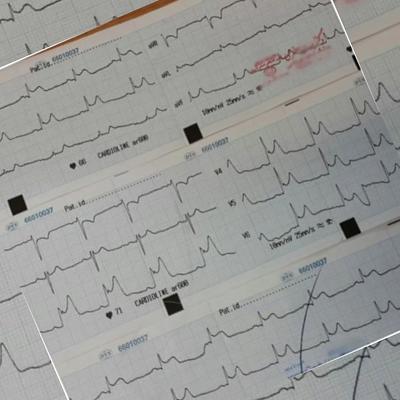 Pat.id. 66010037
aVR
aVL
aVF
10mm/mV 25mm/s
66 CARDIOLINE ar600
66010037
Pat.id.
66010037
V4
V5
V6
10mm/mV 25mm/s
71 CARDIOLINE ar600
66010037
Pat.id.
66010037